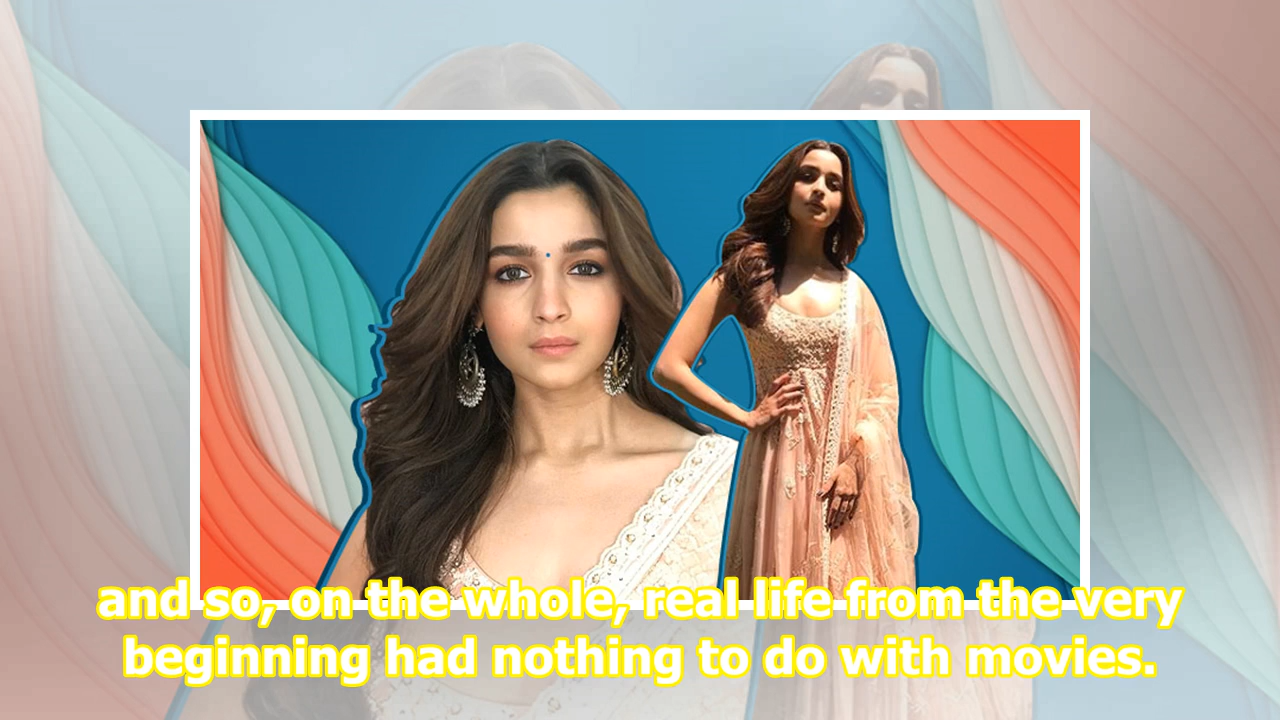 and so, on the whole, real life from the very
beginning had nothing to do with movies.